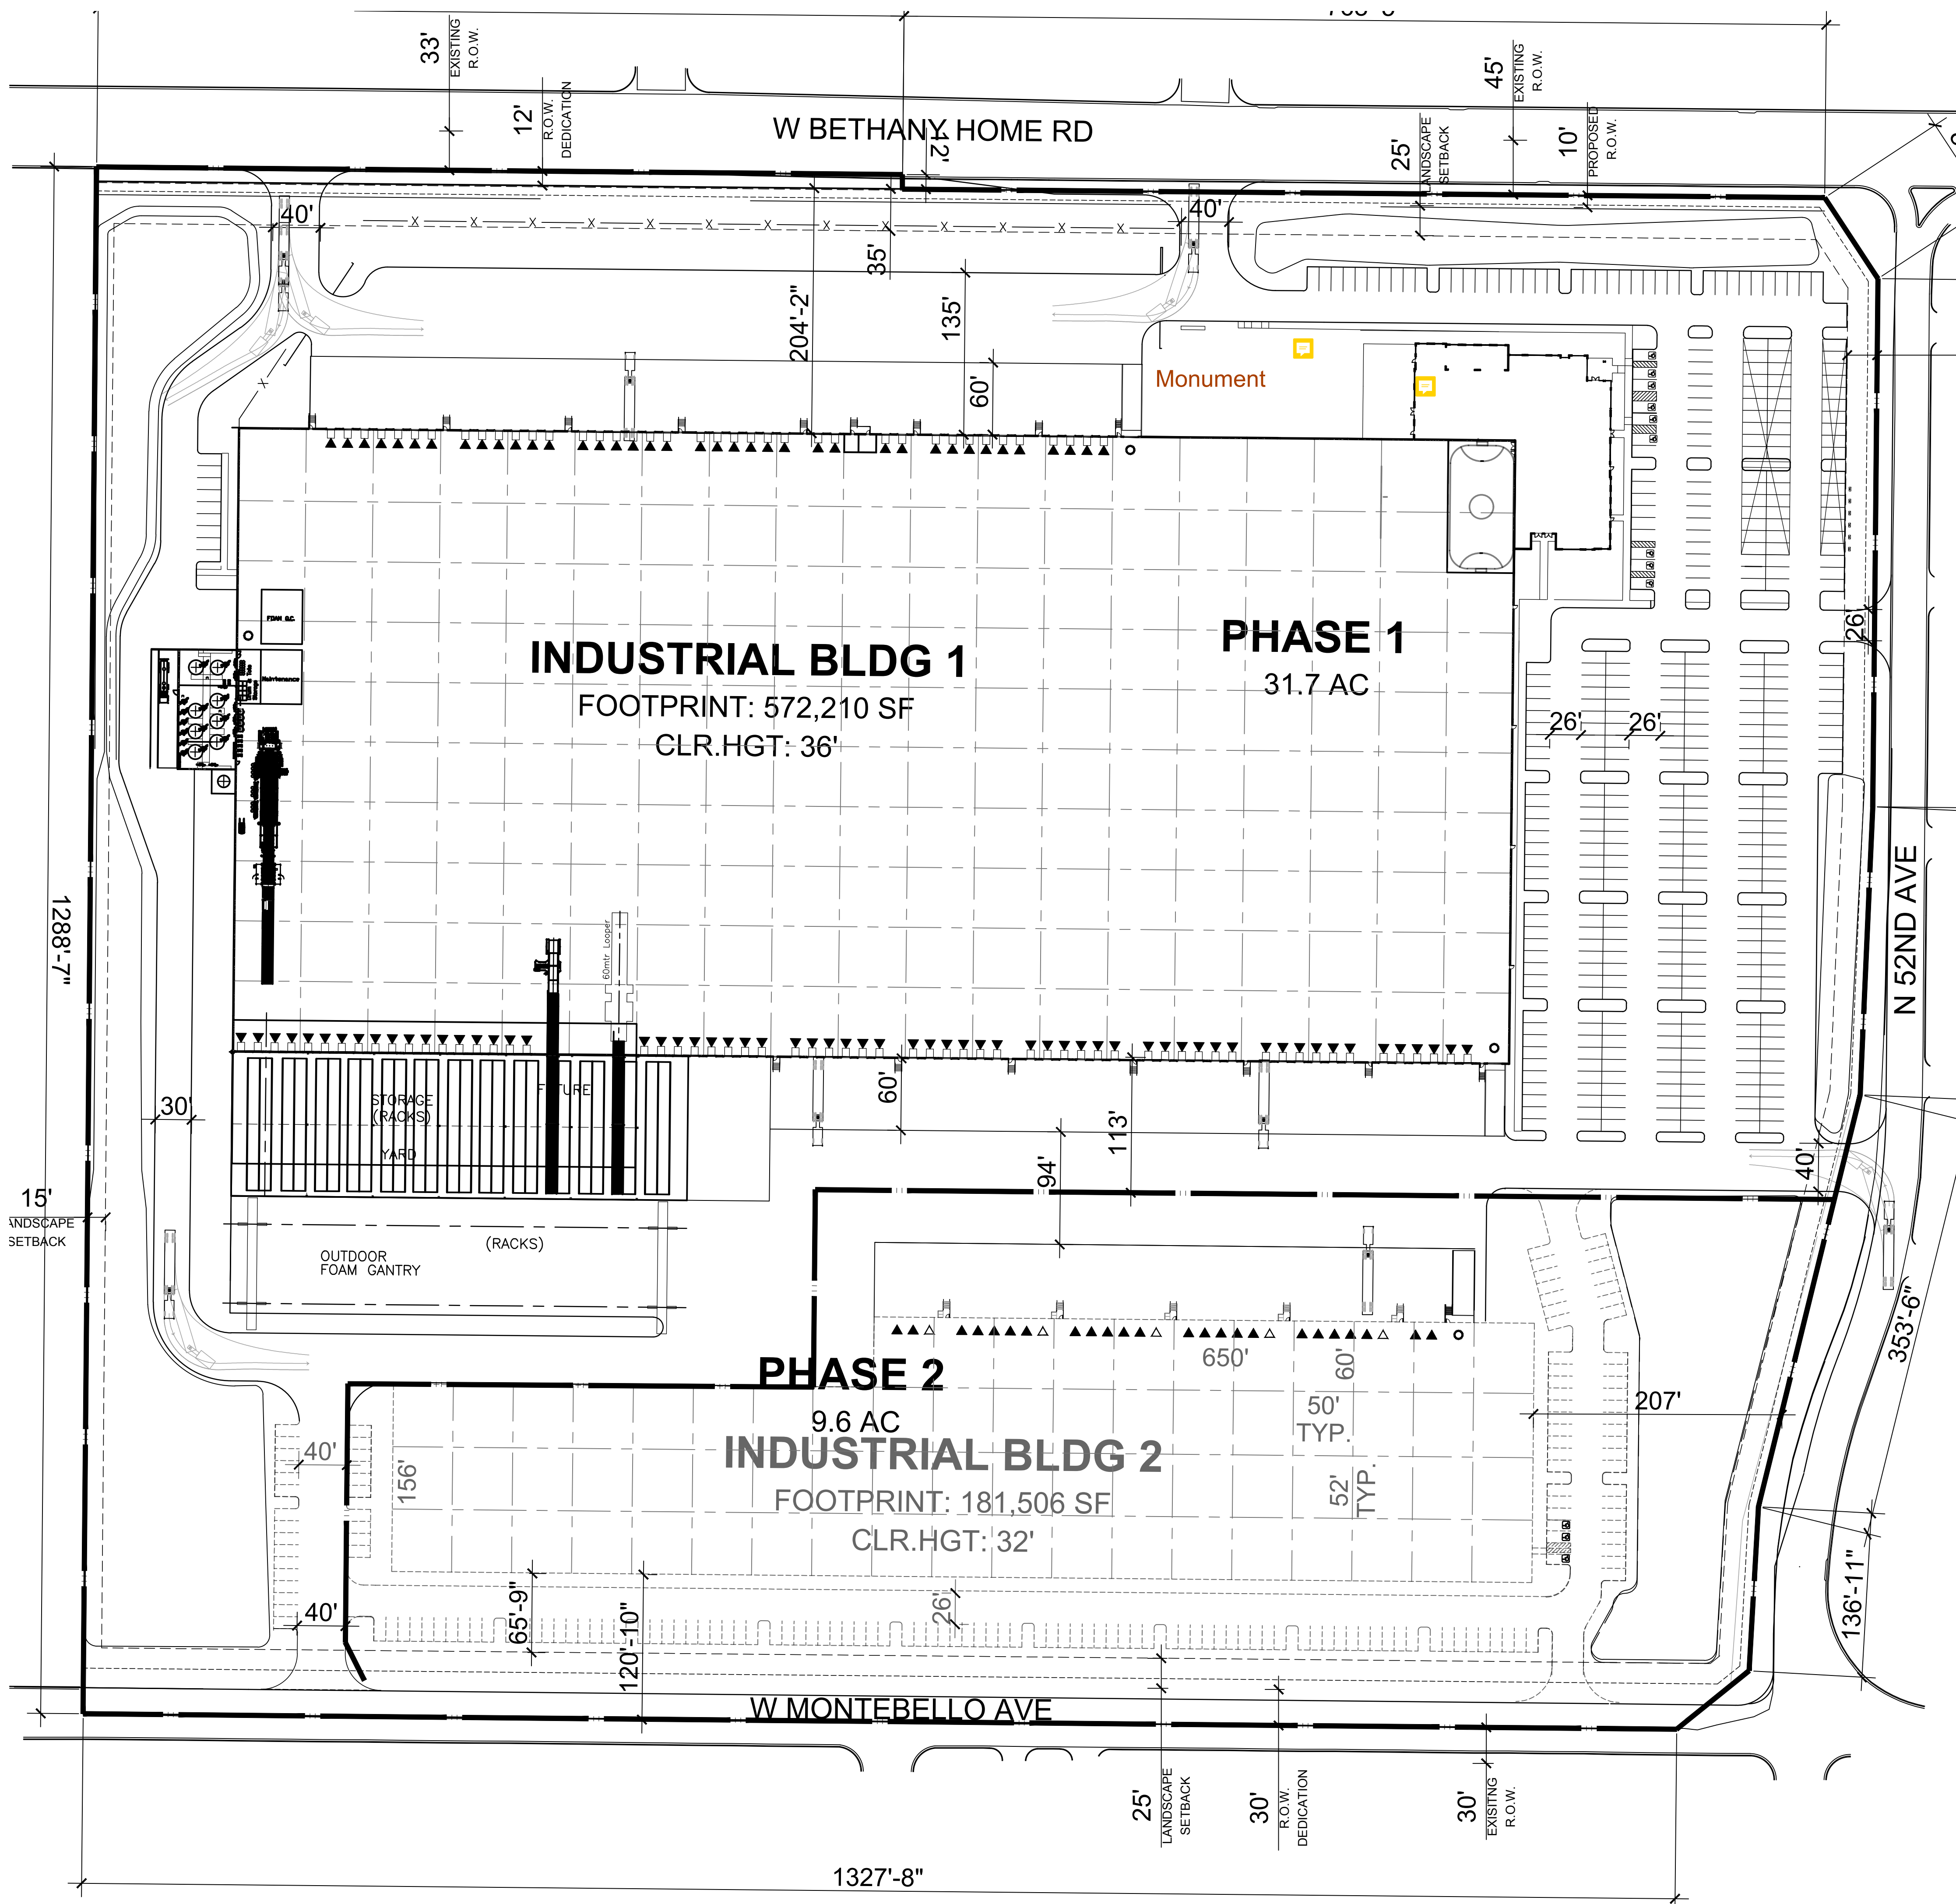 33'
EXISTING
R.O.W.
12'
R.O.W.
DEDICATION
45'
EXISTING
R.O.W.
10'
PROPOSED
R.O.W.
25'
LANDSCAPE
SETBACK
W BETHANY HOME RD
12'
40'
40'
35'
204'-2"
135'
60'
Monument
FOAM Q.C.
Maintenance
INDUSTRIAL BLDG 1
FOOTPRINT: 572,210 SF
CLR.HGT: 36'
PHASE 1
31.7 AC
26'
26'
26'
N 52ND AVE
1288'-7"
60mtr Looper
30'
STORAGE
(RACKS)
YARD
60'
113'
94'
40'
15'
ANDSCAPE
SETBACK
(RACKS)
OUTDOOR
FOAM GANTRY
353'-6"
650'
60'
50'
TYP.
52'
TYP.
207'
PHASE 2
9.6 AC
INDUSTRIAL BLDG 2
FOOTPRINT: 181,506 SF
CLR.HGT: 32'
40'
156'
40'
65'-9"
120'-10"
26'
136'-11"
W MONTEBELLO AVE
25'
LANDSCAPE
SETBACK
30'
R.O.W.
DEDICATION
30'
EXISITNG
R.O.W.
1327'-8"